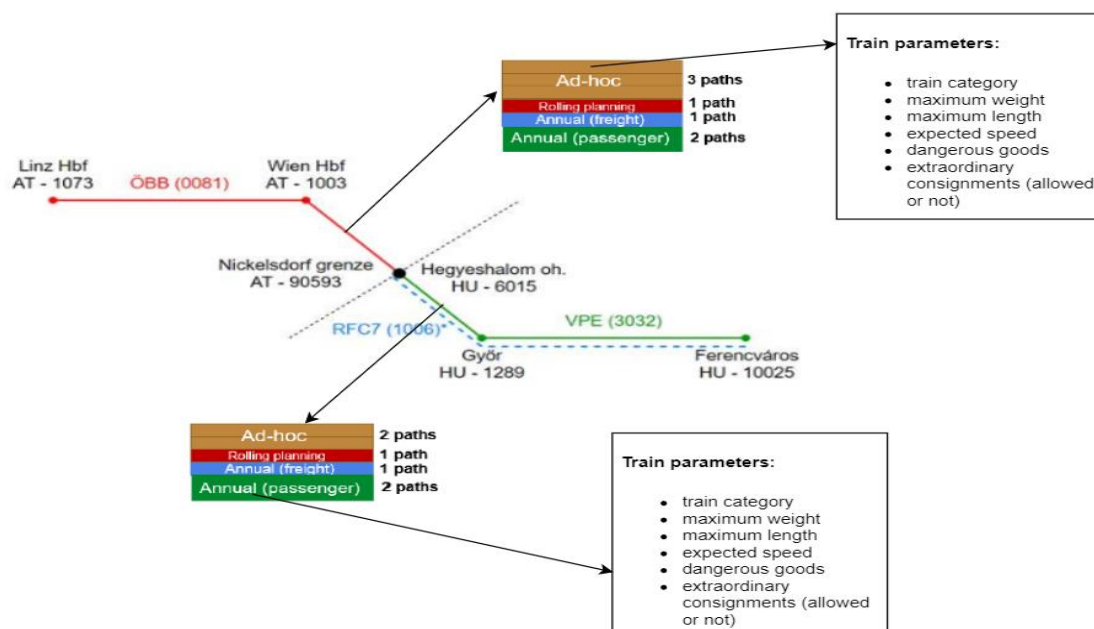 Train parameters:
train category
maximum weight
maximum length
expected speed
dangerous goods
extraordinary
consignments (allowed
or not)
Ad-hoc
3 paths
Rolling planning
1 path
Annual (freight)
1 path
Annual (passenger)
2 paths
Linz Hbf
AT - 1073
ÖBB (0081)
Wien Hbf
AT - 1003
Nickelsdorf grenze
AT - 90593
Hegyeshalom oh.
HU - 6015
RFC7 (1006)*
VPE (3032)
Győr
HU - 1289
Ferencváros
HU - 10025
Ad-hoc
2 paths
Rolling planning
1 path
Annual (freight)
1 path
Annual (passenger)
2 paths
Train parameters:
train category
maximum weight
maximum length
expected speed
dangerous goods
extraordinary
consignments (allowed
or not)